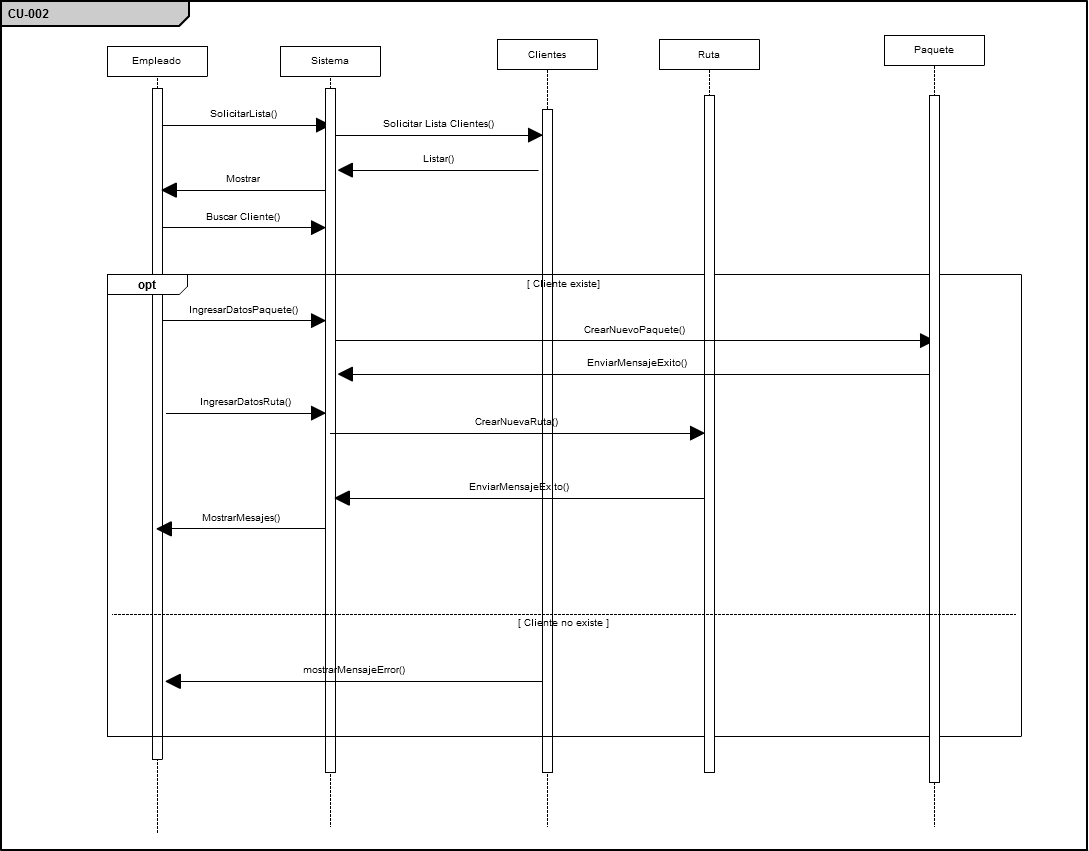 CU-002
Empleado
Sistema
Clientes
Ruta
Paquete
SolicitarLista()
Solicitar Lista Clientes()
Listar()
Mostrar
Buscar Cliente()
opt
[ Cliente existe]
IngresarDatosPaquete()
CrearNuevoPaquete()
EnviarMensajeExito()
IngresarDatosRuta()
CrearNuevaRuta()
EnviarMensajeExito()
MostrarMesajes()
[ Cliente no existe ]
mostrarMensajeError()